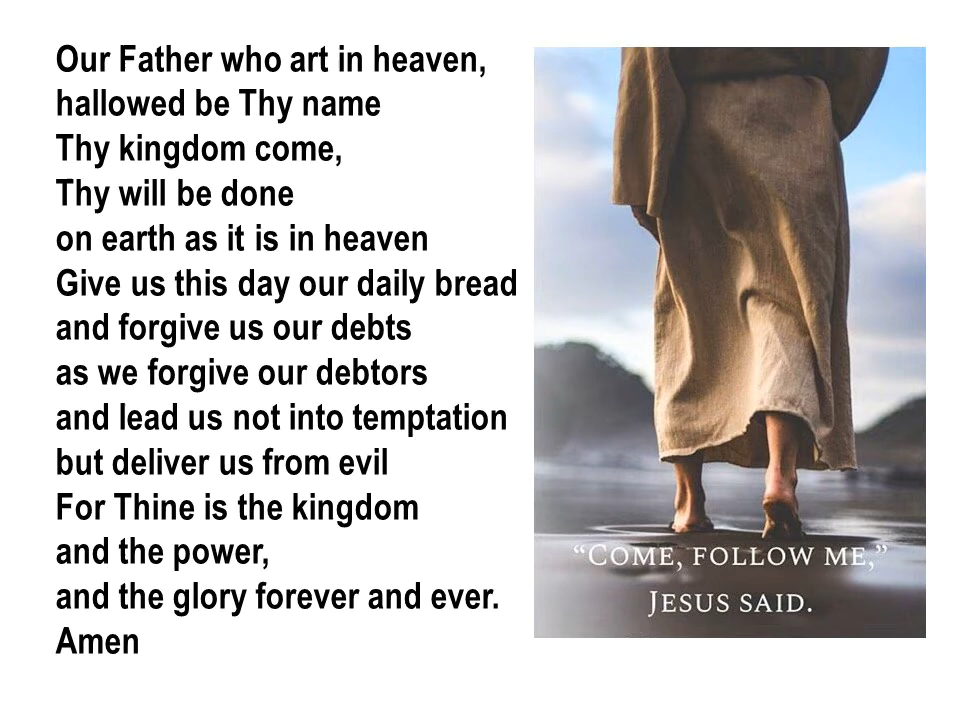 Our Father who art in heaven,
hallowed be Thy name
Thy kingdom come,
Thy will be done
on earth as it is in heaven
Give us this day our daily bread
and forgive us our debts
as we forgive our debtors
and lead us not into temptation
but deliver us from evil
For Thine is the kingdom
and the power,
and the glory forever and ever.
Amen
“Come, follow me,”
Jesus said.